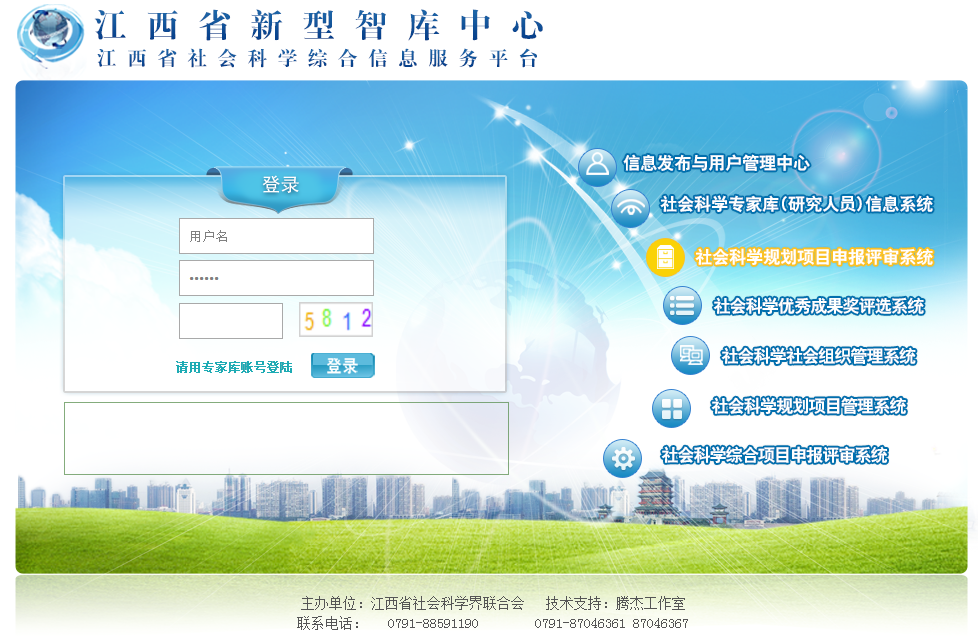 江西省新型智库中心
江西省社会科学综合信息服务平台
登录
用户名
••••••
5812
请用专家库账号登陆
登录
信息发布与用户管理中心
社会科学专家库(研究人员)信息系统
社会科学规划项目申报评审系统
社会科学优秀成果奖评选系统
社会科学社会组织管理系统
社会科学规划项目管理系统
社会科学综合项目申报评审系统
主办单位：江西省社会科学界联合会 技术支持：腾杰工作室
联系电话： 0791-88591190 0791-87046361 87046367